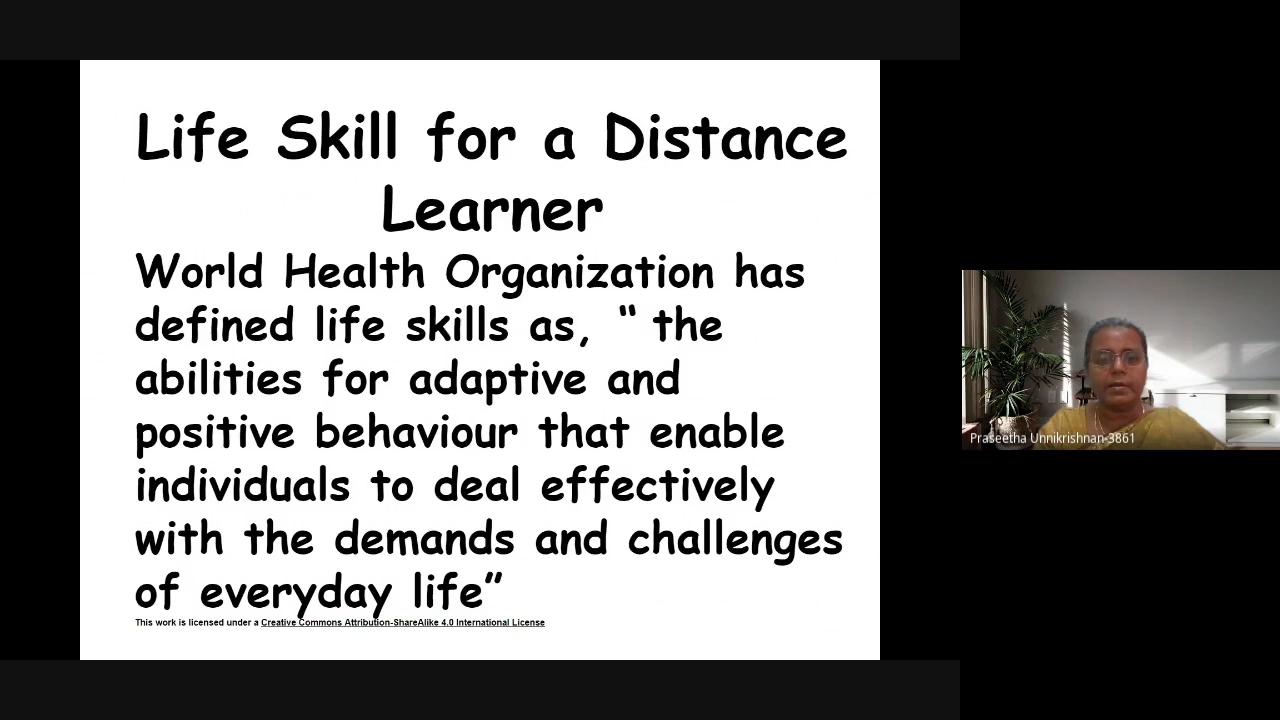 Life Skill for a Distance
Learner
World Health Organization has
defined life skills as, “ the
abilities for adaptive and
positive behaviour that enable
individuals to deal effectively
with the demands and challenges
of everyday life”
This work is licensed under a Creative Commons Attribution-ShareAlike 4.0 International License
Praseetha Unnikrishnan-3861